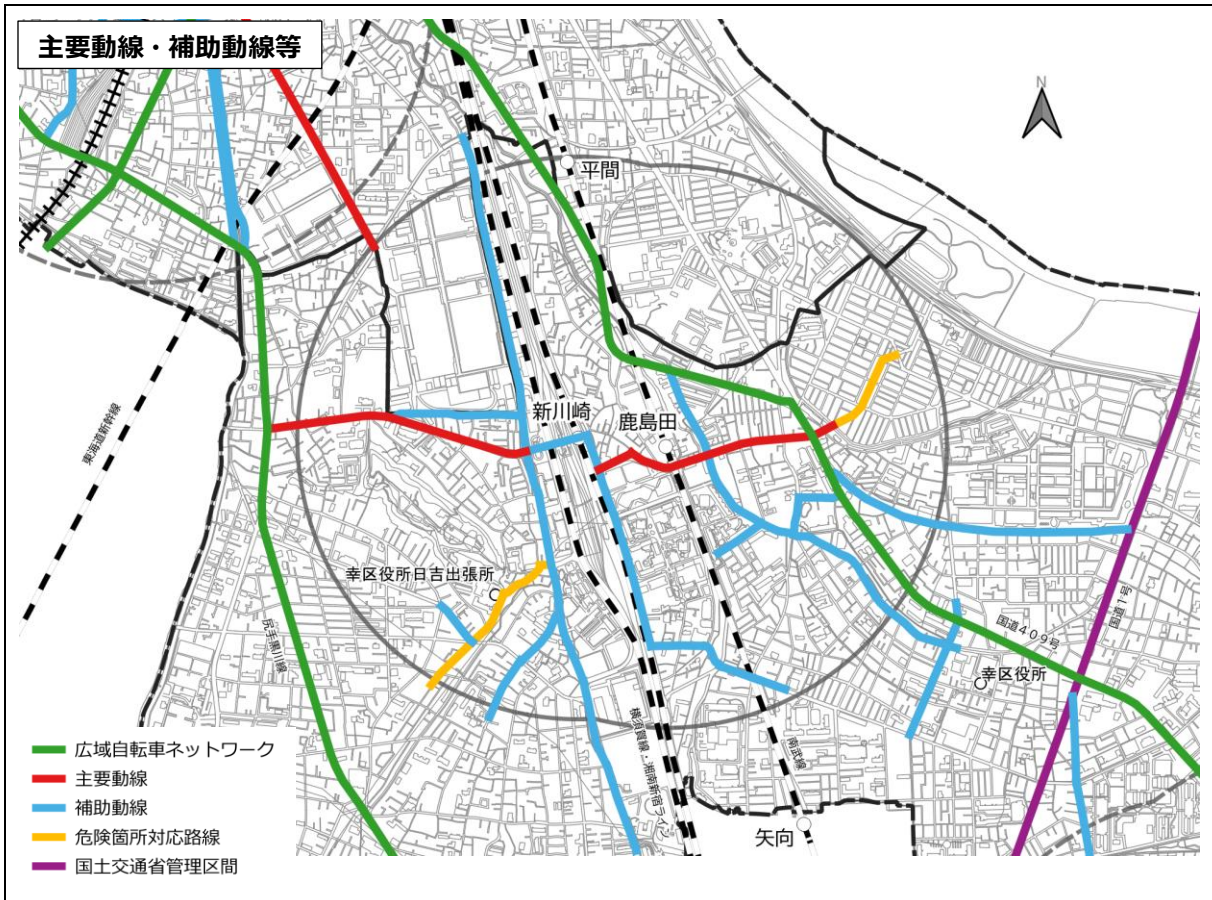 主要動線・補助動線等
N
平間
新川崎
鹿島田
東海道新幹線
幸区役所日吉出張所
尻手黒川線
国道409号
国道1号
幸区役所
横須賀線・湘南新宿ライン
南武線
矢向
広域自転車ネットワーク
主要動線
補助動線
危険箇所対応路線
国土交通省管理区間